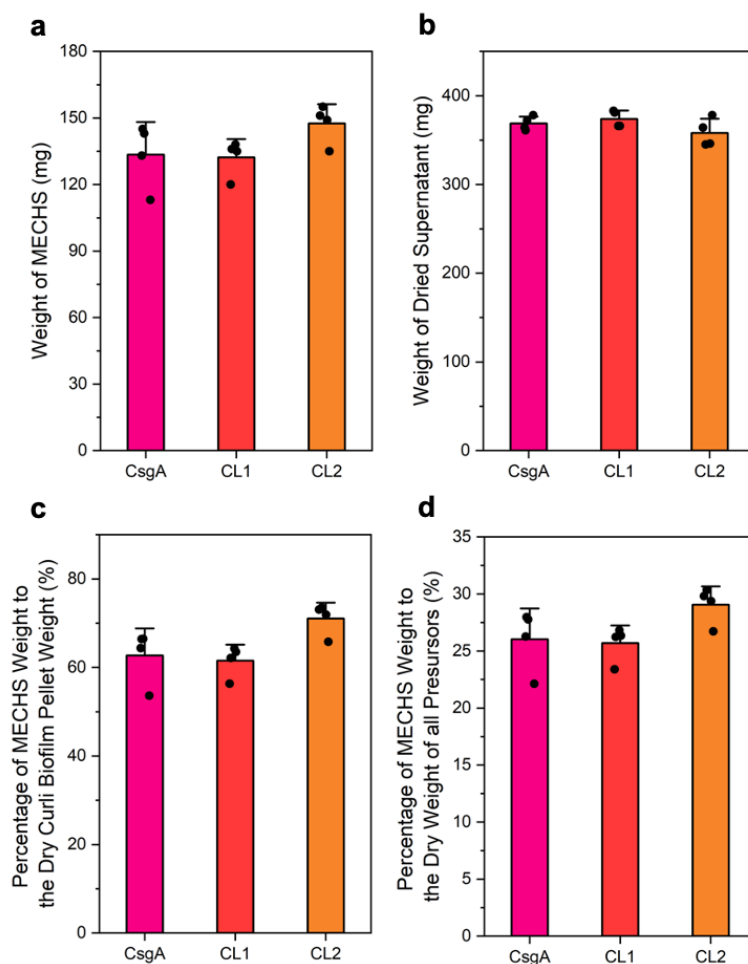 a
180
150
120
90
60
30
0
Weight of MECHS (mg)
CsgA CL1 CL2
b
400
300
200
100
0
Weight of Dried Supernatant (mg)
CsgA CL1 CL2
c
80
60
40
20
0
Percentage of MECHS Weight to
the Dry Curli Biofilm Pellet Weight (%)
CsgA CL1 CL2
d
35
30
25
20
15
10
5
0
Percentage of MECHS Weight to
the Dry Weight of all Presursors (%)
CsgA CL1 CL2